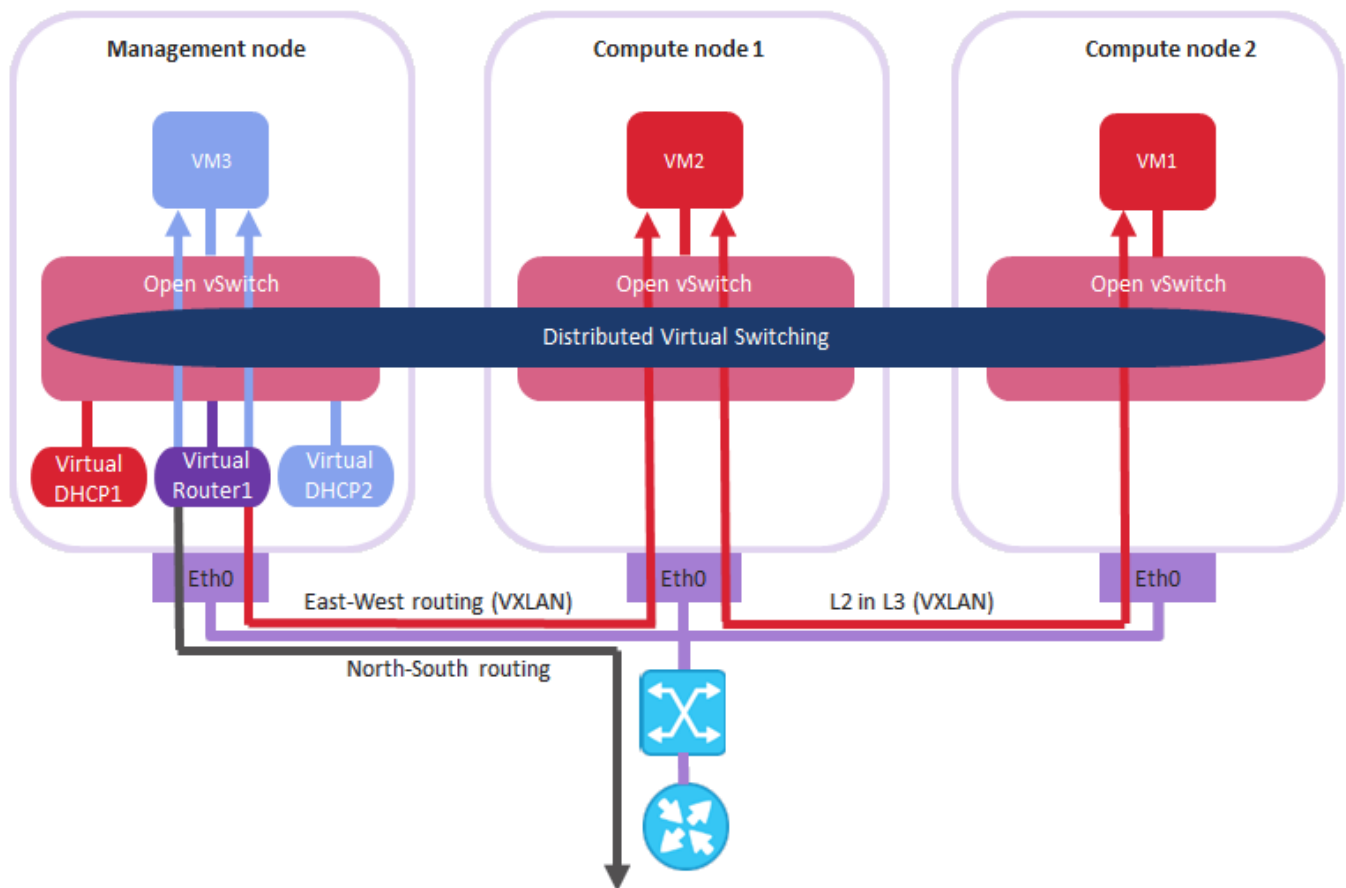 Management node
Compute node 1
Compute node 2
VM3
VM2
VM1
Open vSwitch
Open vSwitch
Open vSwitch
Distributed Virtual Switching
Virtual
DHCP1
Virtual
Router1
Virtual
DHCP2
Eth0
Eth0
Eth0
East-West routing (VXLAN)
L2 in L3 (VXLAN)
North-South routing